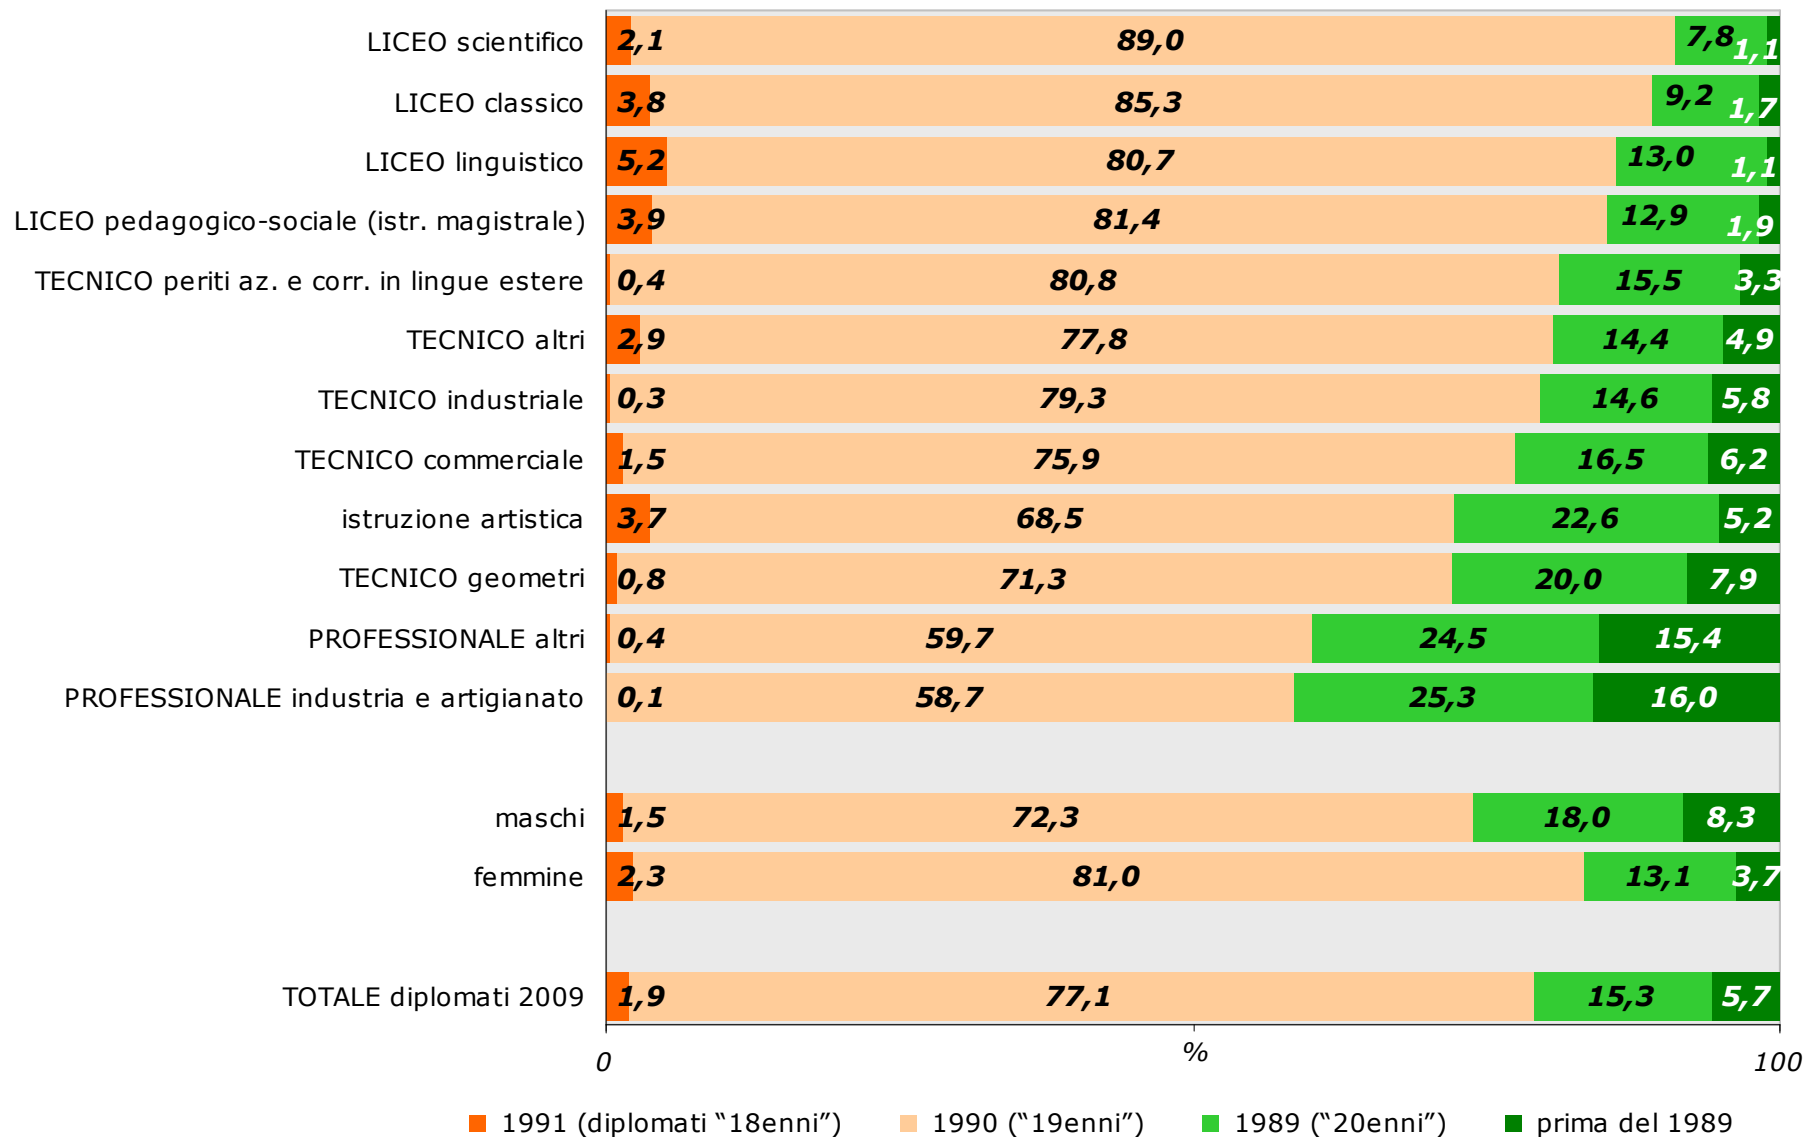 LICEO scientifico 2,1 89,0 7,8 1,1
LICEO classico 3,8 85,3 9,2 1,7
LICEO linguistico 5,2 80,7 13,0 1,1
LICEO pedagogico-sociale (istr. magistrale) 3,9 81,4 12,9 1,9
TECNICO periti az. e corr. in lingue estere 0,4 80,8 15,5 3,3
TECNICO altri 2,9 77,8 14,4 4,9
TECNICO industriale 0,3 79,3 14,6 5,8
TECNICO commerciale 1,5 75,9 16,5 6,2
istruzione artistica 3,7 68,5 22,6 5,2
TECNICO geometri 0,8 71,3 20,0 7,9
PROFESSIONALE altri 0,4 59,7 24,5 15,4
PROFESSIONALE industria e artigianato 0,1 58,7 25,3 16,0
maschi 1,5 72,3 18,0 8,3
femmine 2,3 81,0 13,1 3,7
TOTALE diplomati 2009 1,9 77,1 15,3 5,7
0 % 100
1991 (diplomati “18enni”) 1990 (“19enni”) 1989 (“20enni”) prima del 1989